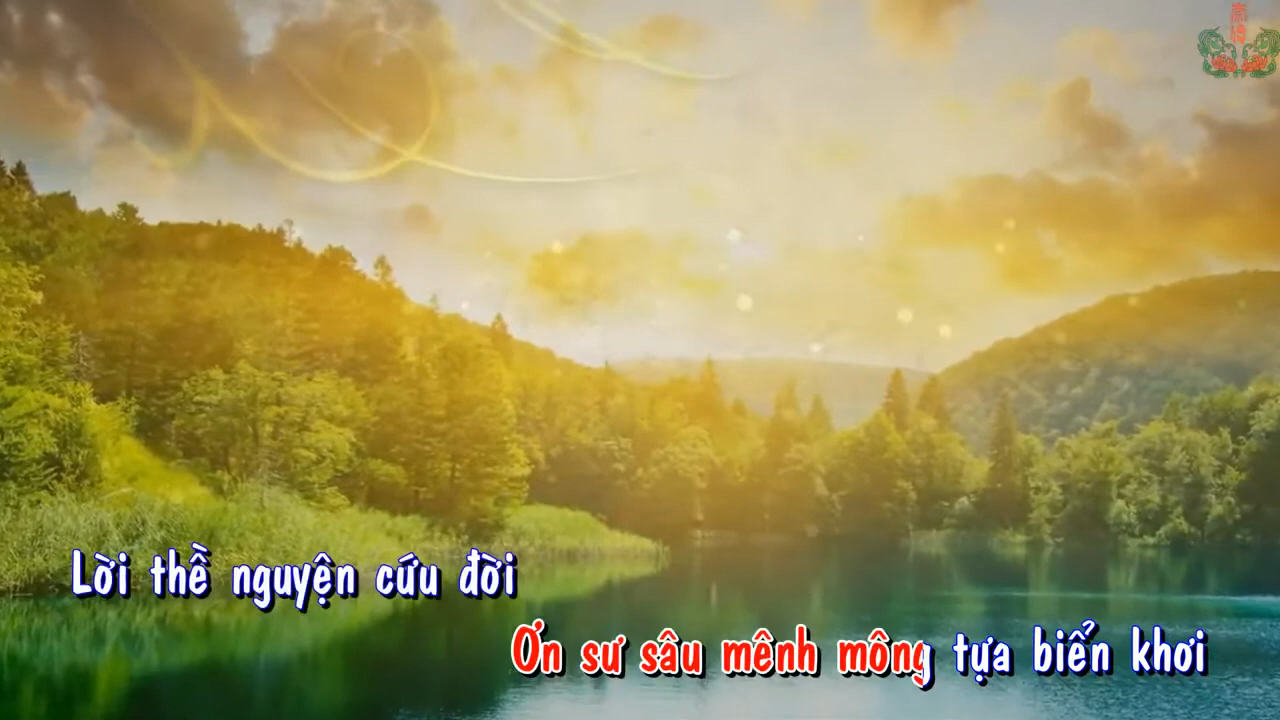 Lời thề nguyện cứu đời
Ơn sư sâu mênh mông tựa biển khơi